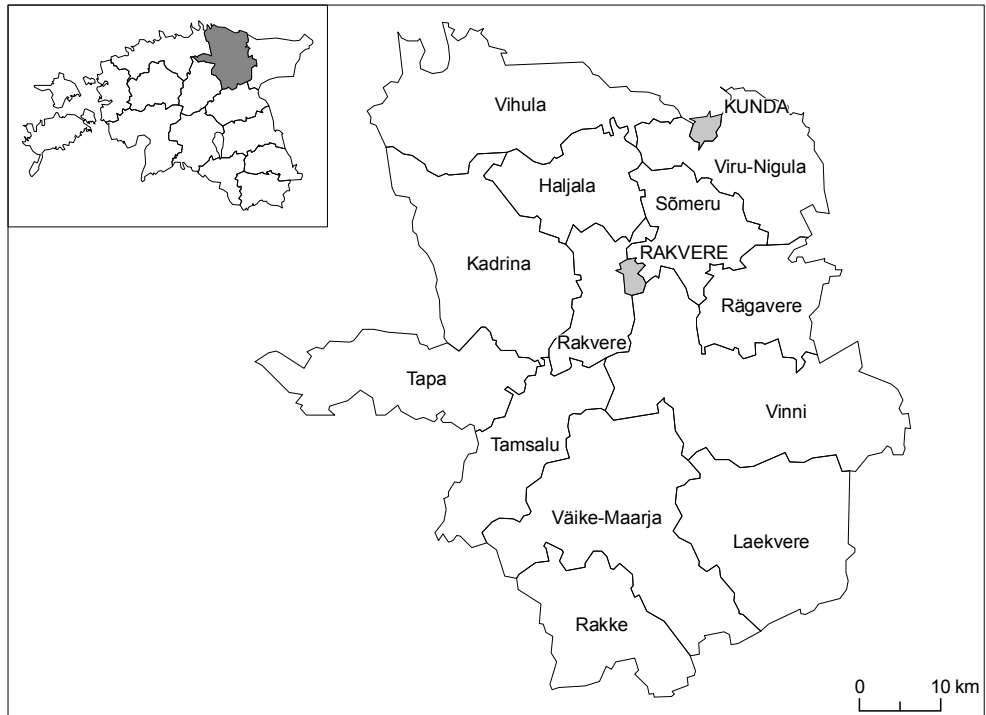 KUNDA
Vihula
Viru-Nigula
Haljala
Sõmeru
RAKVERE
Kadrina
Rägavere
Rakvere
Tapa
Vinni
Tamsalu
Väike-Maarja
Laekvere
Rakke
0 10 km